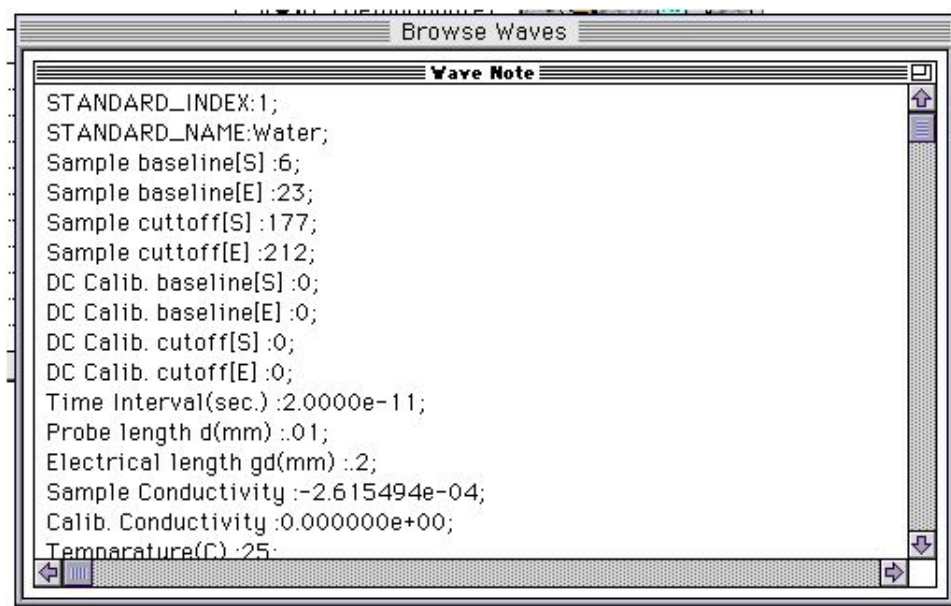 Browse Waves
Wave Note
STANDARD_INDEX:1;
STANDARD_NAME:Water;
Sample baseline[S] :6;
Sample baseline[E] :23;
Sample cuttoff[S] :177;
Sample cuttoff[E] :212;
DC Calib. baseline[S] :0;
DC Calib. baseline[E] :0;
DC Calib. cutoff[S] :0;
DC Calib. cutoff[E] :0;
Time Interval(sec.) :2.0000e-11;
Probe length d(mm) :.01;
Electrical length gd(mm) :.2;
Sample Conductivity :-2.615494e-04;
Calib. Conductivity :0.000000e+00;
Temparature(C) :25;